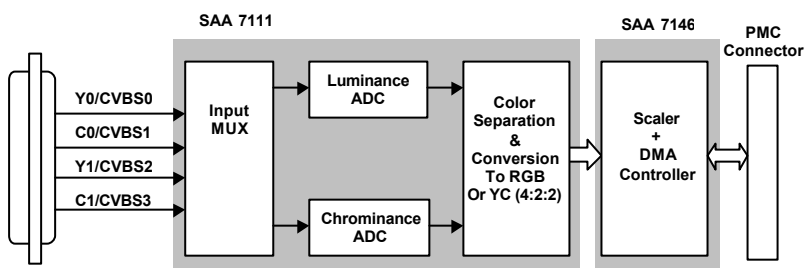 SAA 7111
SAA 7146
PMC
Connector
Y0/CVBS0
C0/CVBS1
Y1/CVBS2
C1/CVBS3
Input
MUX
Luminance
ADC
Chrominance
ADC
Color
Separation
&
Conversion
To RGB
Or YC (4:2:2)
Scaler
+
DMA
Controller